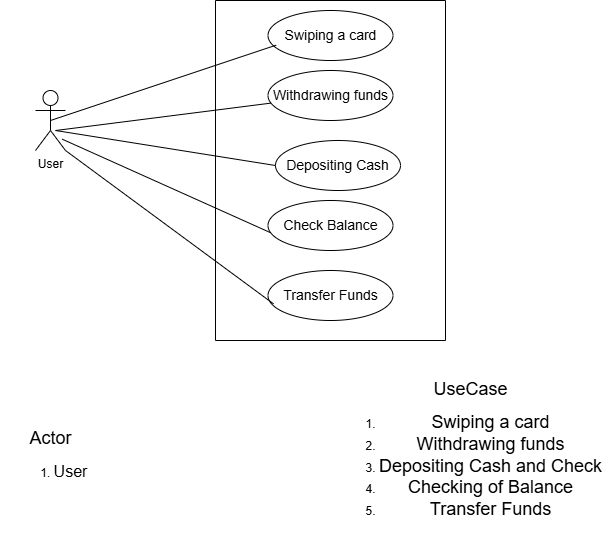 Swiping a card
Withdrawing funds
User
Depositing Cash
Check Balance
Transfer Funds
UseCase
1. Swiping a card
2. Withdrawing funds
3. Depositing Cash and Check
4. Checking of Balance
5. Transfer Funds
Actor
1. User